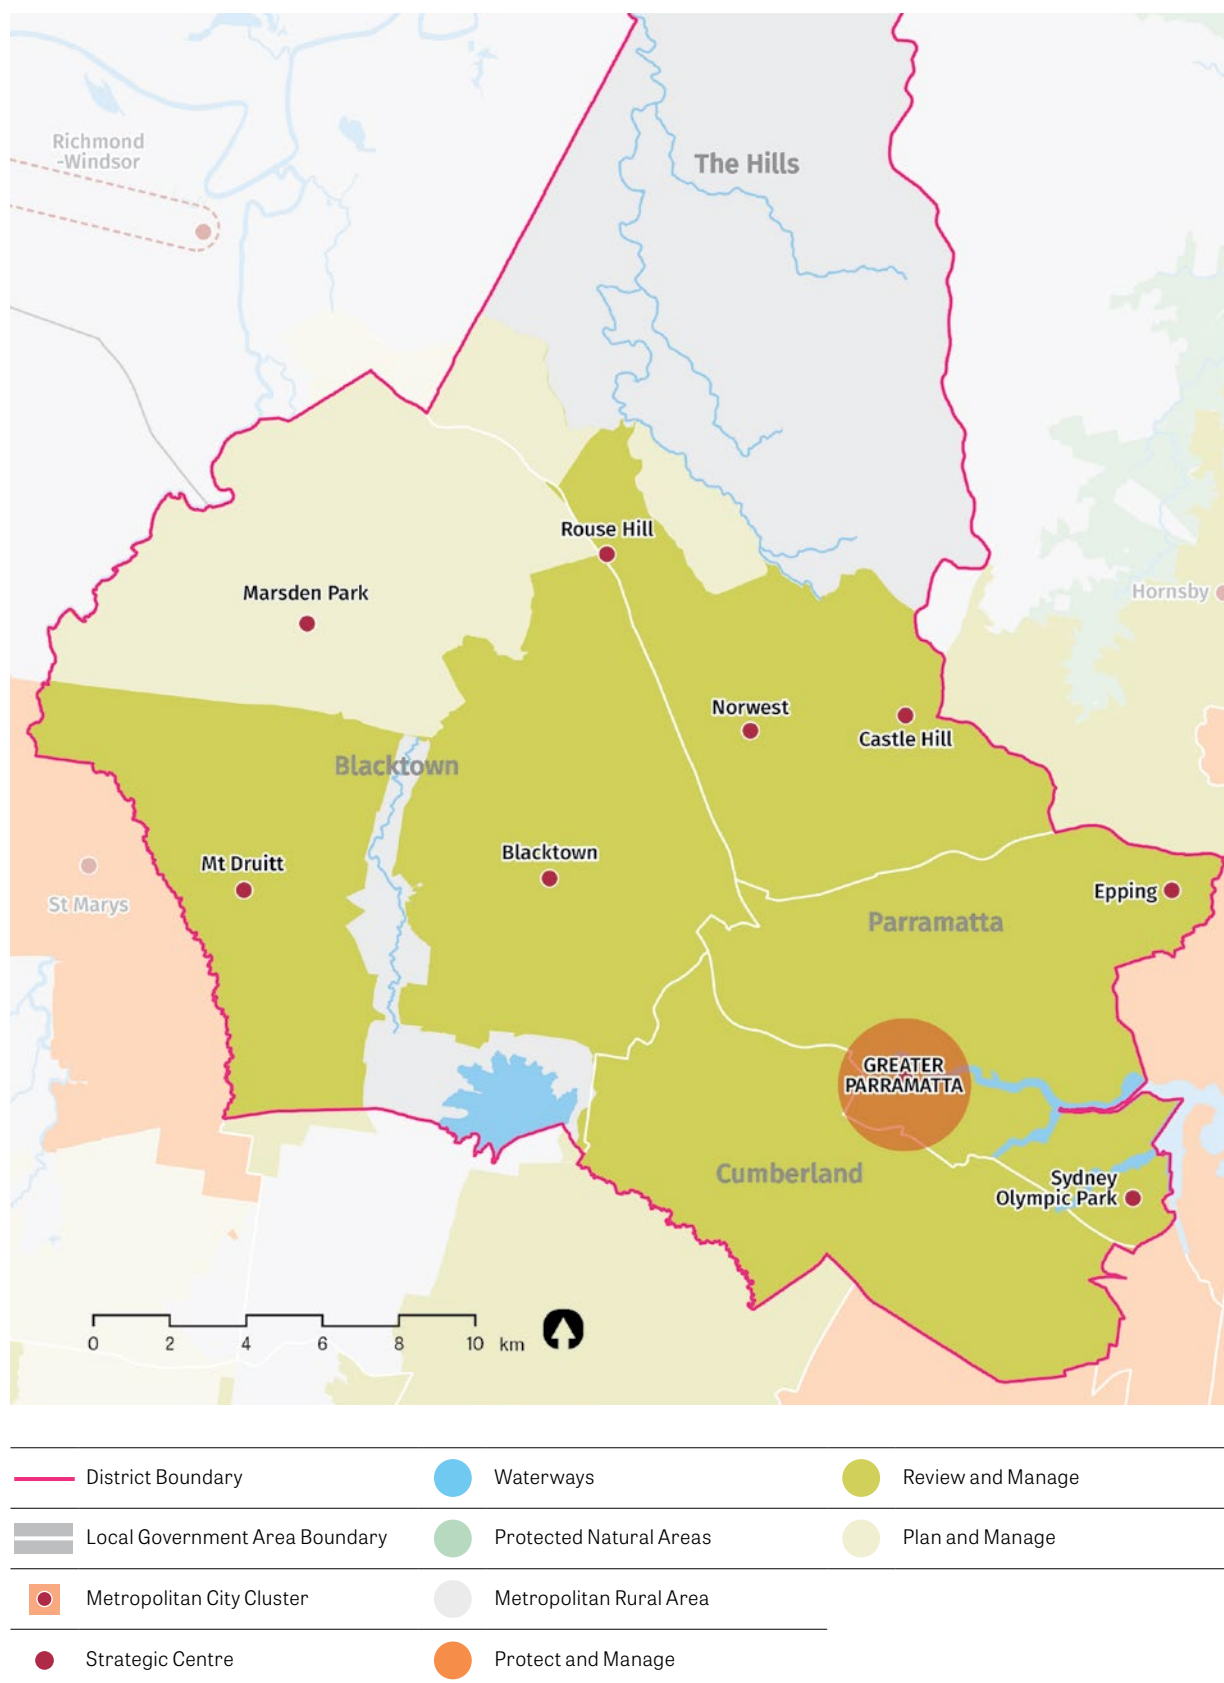 Richmond
-Windsor
The Hills
Rouse Hill
Marsden Park
Hornsby
Norwest
Castle Hill
Blacktown
Blacktown
Mt Druitt
St Marys
Epping
Parramatta
GREATER
PARRAMATTA
Cumberland
Sydney
Olympic Park
0 2 4 6 8 10 km
District Boundary
Waterways
Review and Manage
Local Government Area Boundary
Protected Natural Areas
Plan and Manage
Metropolitan City Cluster
Metropolitan Rural Area
Strategic Centre
Protect and Manage